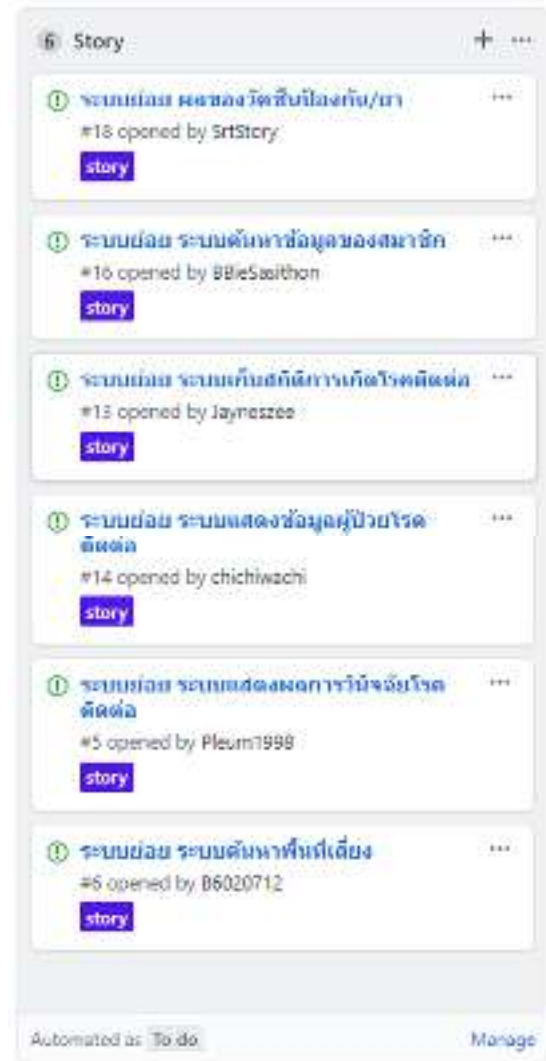 6 Story
ระบบย่อย ผลของวัคซีนป้องกัน/ยา
#18 opened by SrtStory
story
ระบบย่อย ระบบค้นหาข้อมูลของสมาชิก
#16 opened by BBieSasithon
story
ระบบย่อย ระบบเก็บสถิติการเกิดโรคติดต่อ
#13 opened by Jayneszee
story
ระบบย่อย ระบบแสดงข้อมูลผู้ป่วยโรค
ติดต่อ
#14 opened by chichiwachi
story
ระบบย่อย ระบบแสดงผลการวินิจฉัยโรค
ติดต่อ
#5 opened by Pleum1998
story
ระบบย่อย ระบบค้นหาพื้นที่เสี่ยง
#6 opened by B6020712
story
Automated as To do Manage